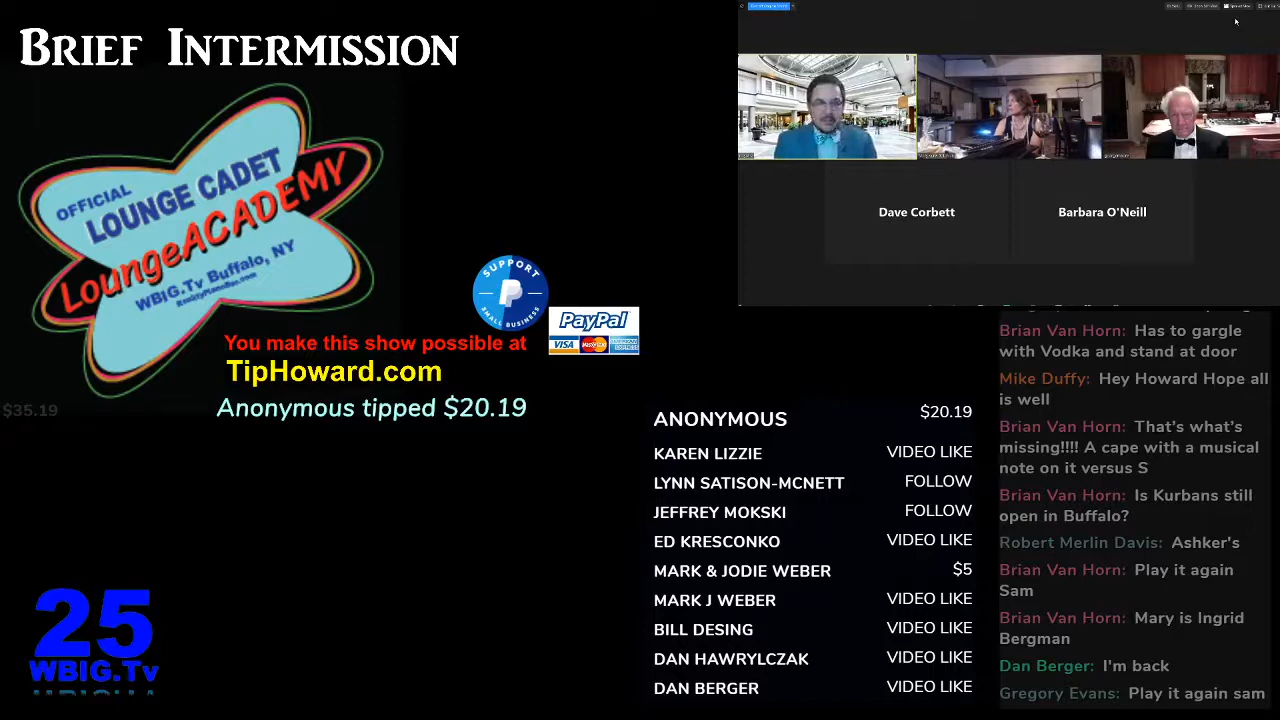 BRIEF INTERMISSION
OFFICIAL
LOUNGE CADET
LoungeACADEMY
WBIG.Tv Buffalo, NY
RealityPianoBar.com
SUPPORT
SMALL BUSINESS
PayPal
VISA
You make this show possible at
TipHoward.com
$35.19
Anonymous tipped $20.19
25
WBIG.Tv
Dave Corbett
Barbara O'Neill
ANONYMOUS $20.19
KAREN LIZZIE VIDEO LIKE
LYNN SATISON-MCNETT FOLLOW
JEFFREY MOKSKI FOLLOW
ED KRESCONKO VIDEO LIKE
MARK & JODIE WEBER $5
MARK J WEBER VIDEO LIKE
BILL DESING VIDEO LIKE
DAN HAWRYLCZAK VIDEO LIKE
DAN BERGER VIDEO LIKE
Brian Van Horn: Has to gargle
with Vodka and stand at door
Mike Duffy: Hey Howard Hope all
is well
Brian Van Horn: That's what's
missing!!!! A cape with a musical
note on it versus S
Brian Van Horn: Is Kurbans still
open in Buffalo?
Robert Merlin Davis: Ashker's
Brian Van Horn: Play it again
Sam
Brian Van Horn: Mary is Ingrid
Bergman
Dan Berger: I'm back
Gregory Evans: Play it again sam